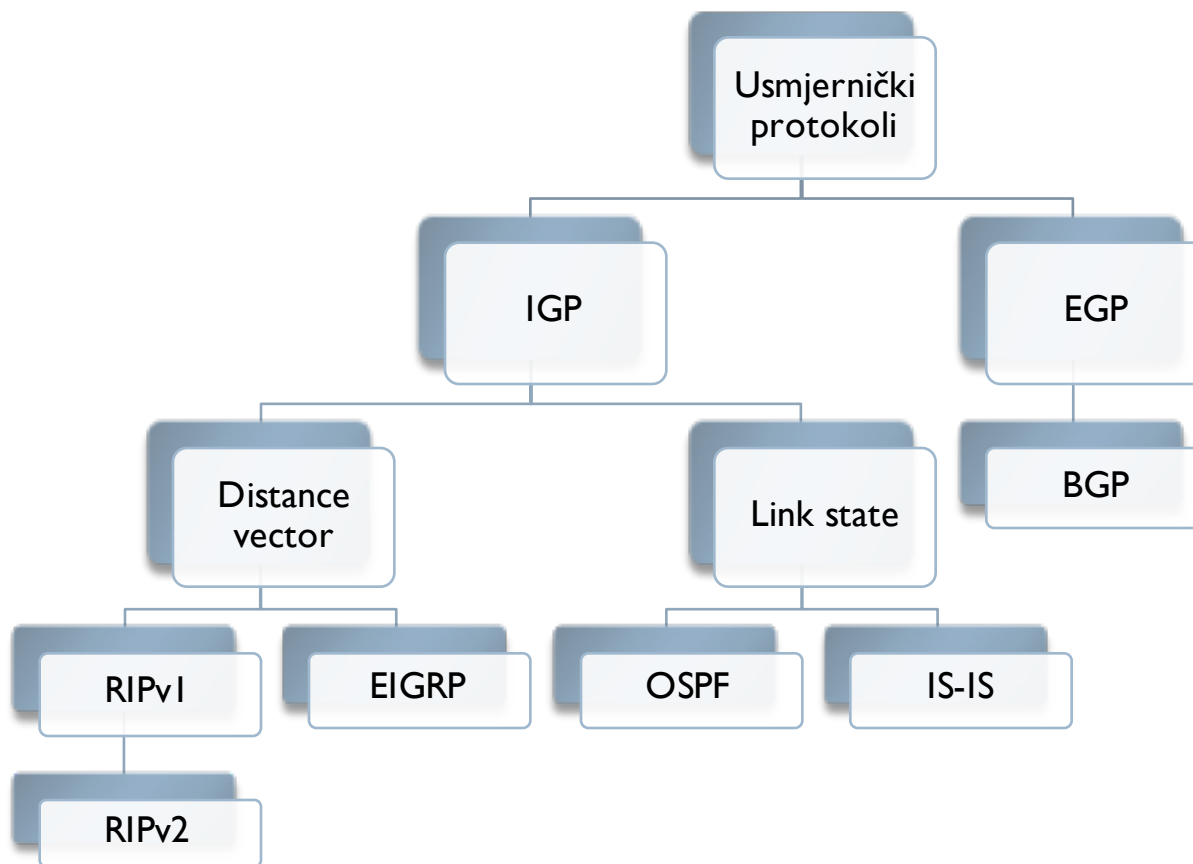 Usmjernički
protokoli
IGP
EGP
Distance
vector
Link state
BGP
RIPv1
EIGRP
OSPF
IS-IS
RIPv2